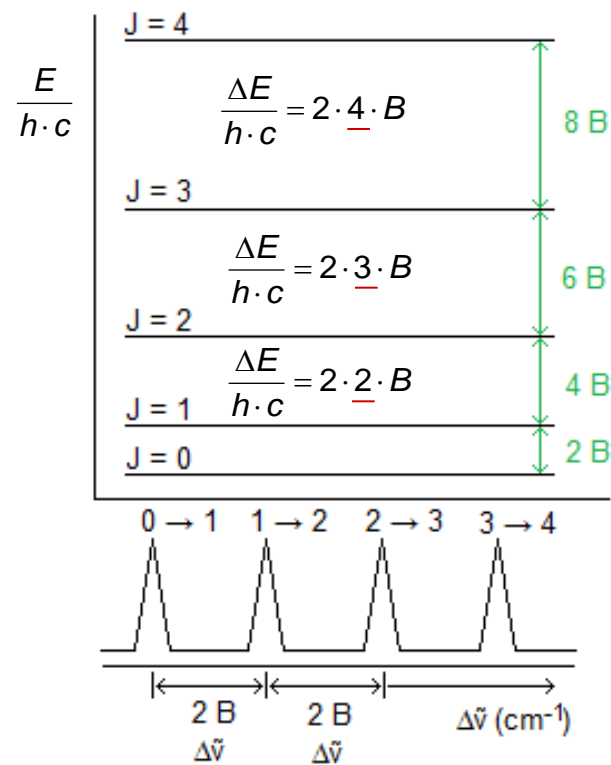 J = 4
E / h · c
ΔE / h · c = 2 · 4 · B
8 B
J = 3
ΔE / h · c = 2 · 3 · B
6 B
J = 2
ΔE / h · c = 2 · 2 · B
4 B
J = 1
2 B
J = 0
0 → 1 1 → 2 2 → 3 3 → 4
2 B 2 B Δṽ (cm⁻¹)
Δṽ Δṽ